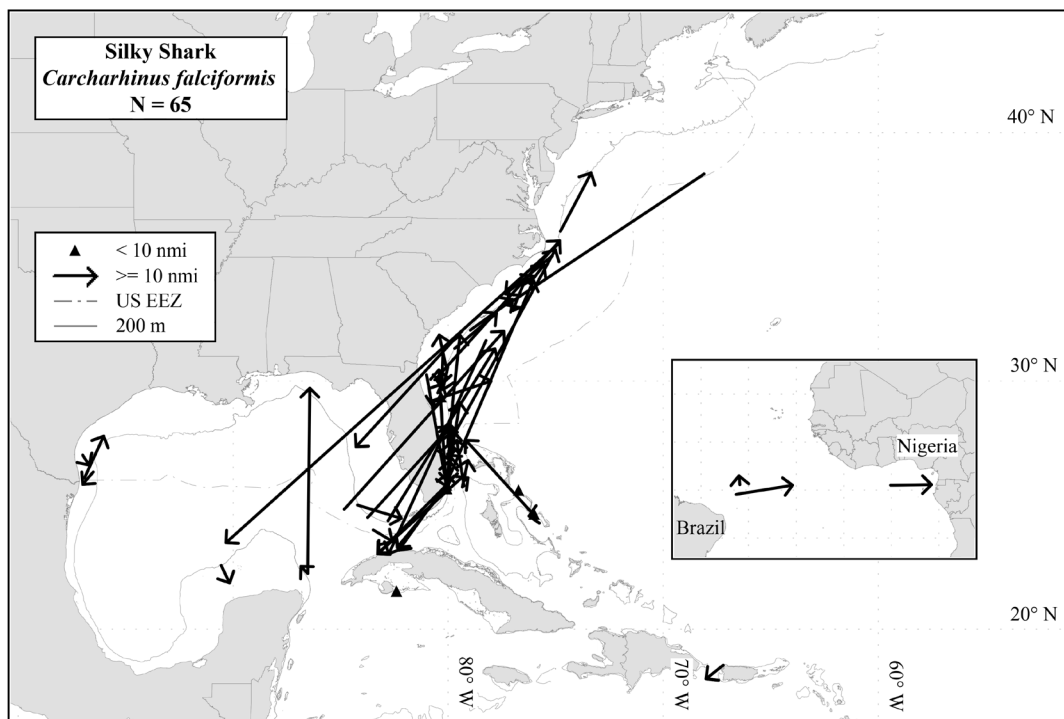 Silky Shark
Carcharhinus falciformis
N = 65
< 10 nmi
>= 10 nmi
US EEZ
200 m
40° N
30° N
20° N
80° W
70° W
60° W
Nigeria
Brazil